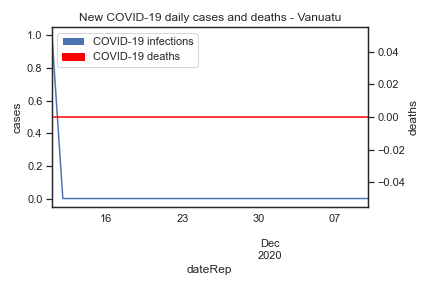 New COVID-19 daily cases and deaths - Vanuatu
COVID-19 infections
COVID-19 deaths
1.0
0.8
0.6
0.4
0.2
0.0
cases
0.04
0.02
0.00
−0.02
−0.04
deaths
16 23 30 07
Dec
2020
dateRep